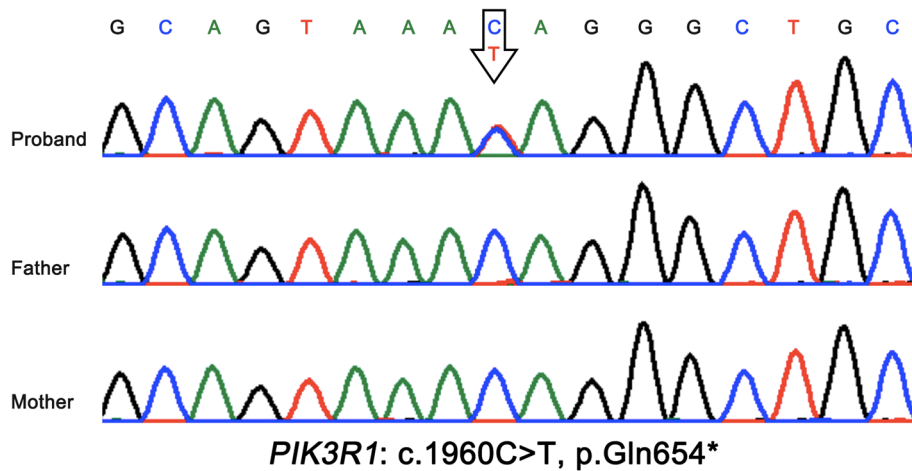 G C A G T A A A C A G G G C T G C
T
Proband
Father
Mother
PIK3R1: c.1960C>T, p.Gln654*